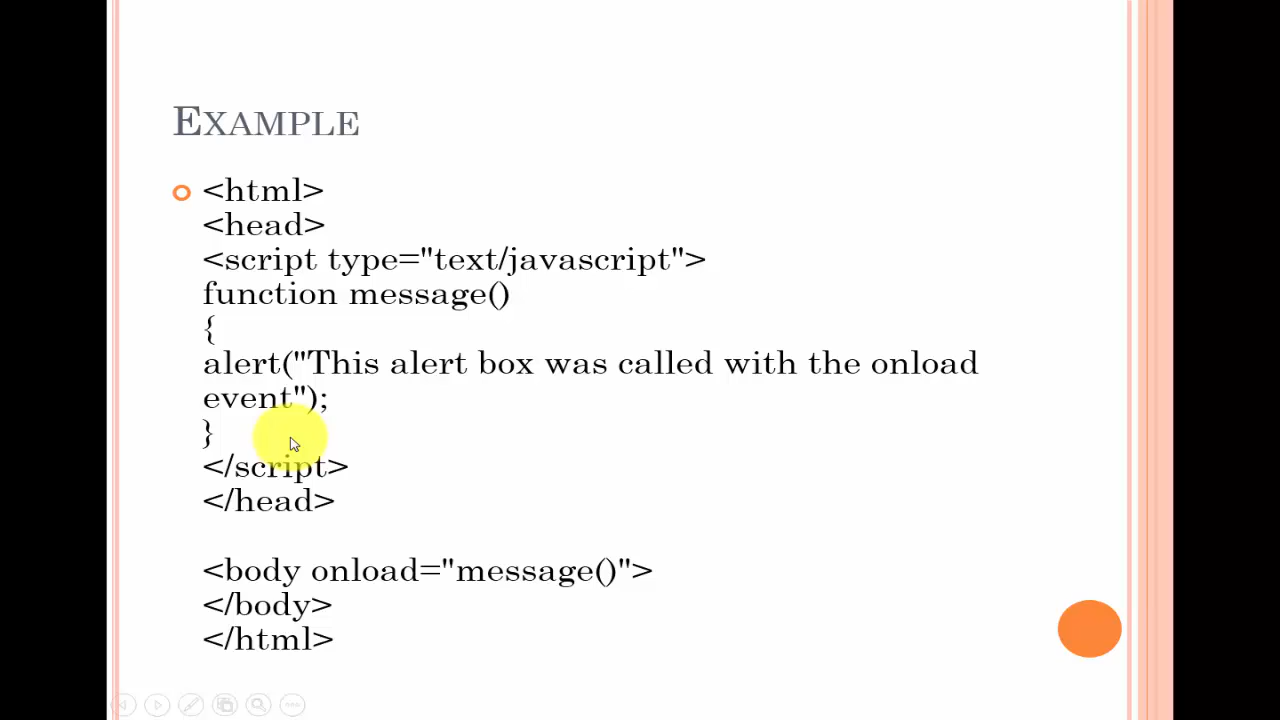 EXAMPLE
<html>
<head>
<script type="text/javascript">
function message()
{
alert("This alert box was called with the onload
event");
}
</script>
</head>
<body onload="message()">
</body>
</html>